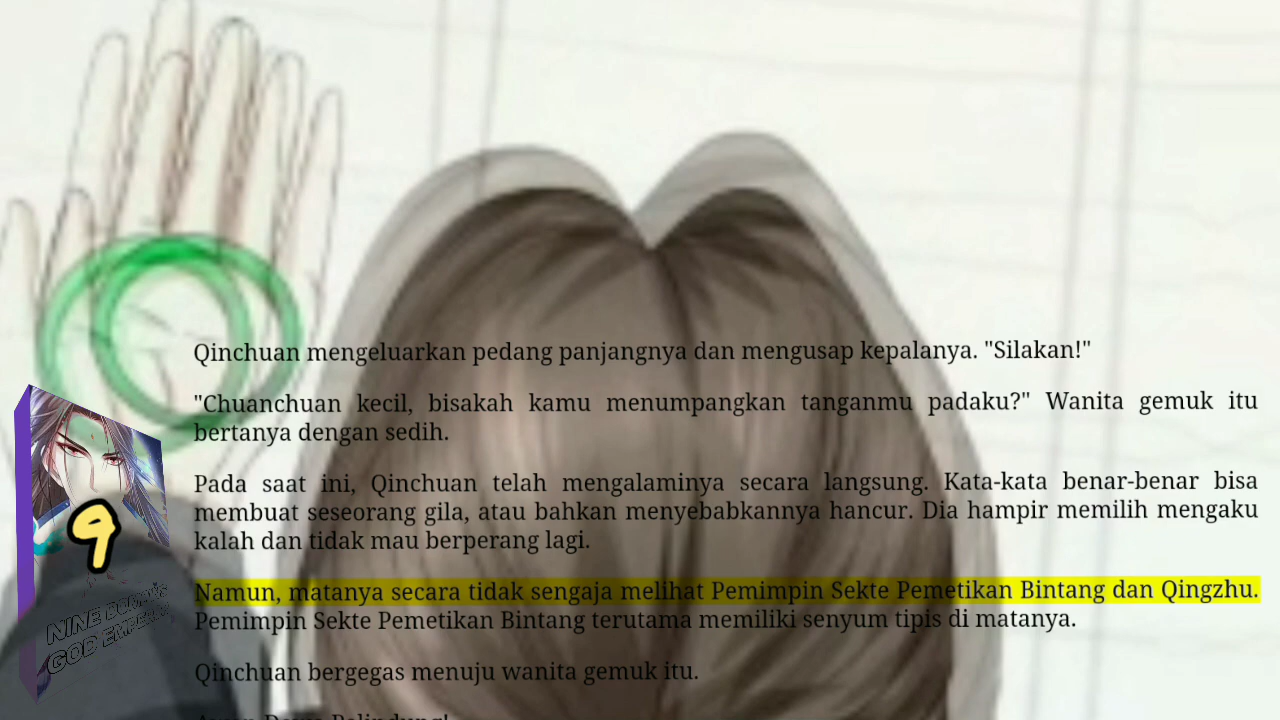 Qinchuan mengeluarkan pedang panjangnya dan mengusap kepalanya. "Silakan!"
"Chuanchuan kecil, bisakah kamu menumpangkan tanganmu padaku?" Wanita gemuk itu
bertanya dengan sedih.
Pada saat ini, Qinchuan telah mengalaminya secara langsung. Kata-kata benar-benar bisa
membuat seseorang gila, atau bahkan menyebabkannya hancur. Dia hampir memilih mengaku
kalah dan tidak mau berperang lagi.
Namun, matanya secara tidak sengaja melihat Pemimpin Sekte Pemetikan Bintang dan Qingzhu.
Pemimpin Sekte Pemetikan Bintang terutama memiliki senyum tipis di matanya.
Qinchuan bergegas menuju wanita gemuk itu.
9
NINE
GOD